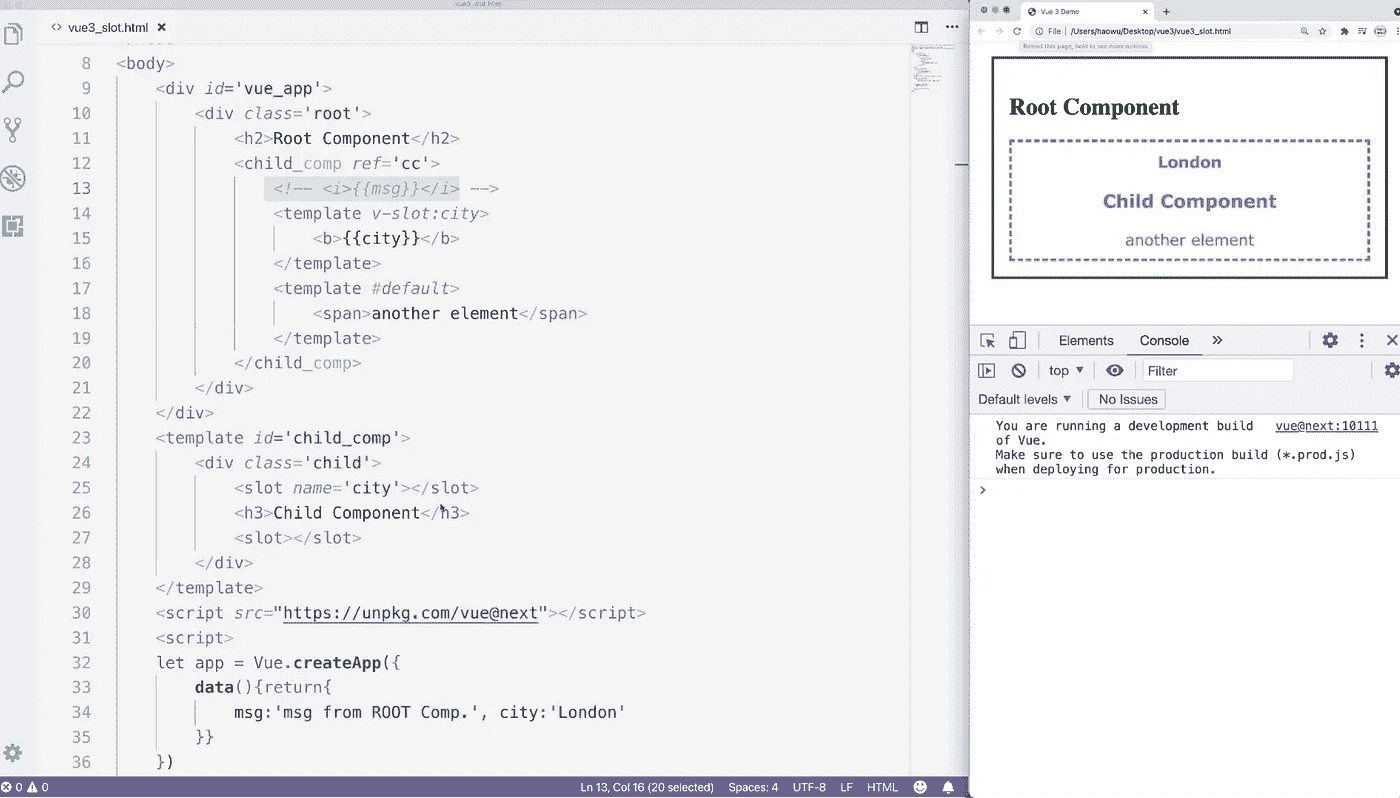 vue3_slot.html
<> vue3_slot.html ×
8 <body>
9 <div id='vue_app'>
10 <div class='root'>
11 <h2>Root Component</h2>
12 <child_comp ref='cc'>
13 <!-- <i>{{msg}}</i> -->
14 <template v-slot:city>
15 <b>{{city}}</b>
16 </template>
17 <template #default>
18 <span>another element</span>
19 </template>
20 </child_comp>
21 </div>
22 </div>
23 <template id='child_comp'>
24 <div class='child'>
25 <slot name='city'></slot>
26 <h3>Child Component</h3>
27 <slot></slot>
28 </div>
29 </template>
30 <script src="https://unpkg.com/vue@next"></script>
31 <script>
32 let app = Vue.createApp({
33 data(){return{
34 msg:'msg from ROOT Comp.', city:'London'
35 }}
36 })
0 0
Ln 13, Col 16 (20 selected) Spaces: 4 UTF-8 LF HTML
Vue 3 Demo
File | /Users/haowu/Desktop/vue3/vue3_slot.html
Reload this page, hold to see more options
Root Component
London
Child Component
another element
Elements Console »
top ▼ Filter
Default levels ▼ No Issues
You are running a development build vue@next:10111
of Vue.
Make sure to use the production build (*.prod.js)
when deploying for production.
>